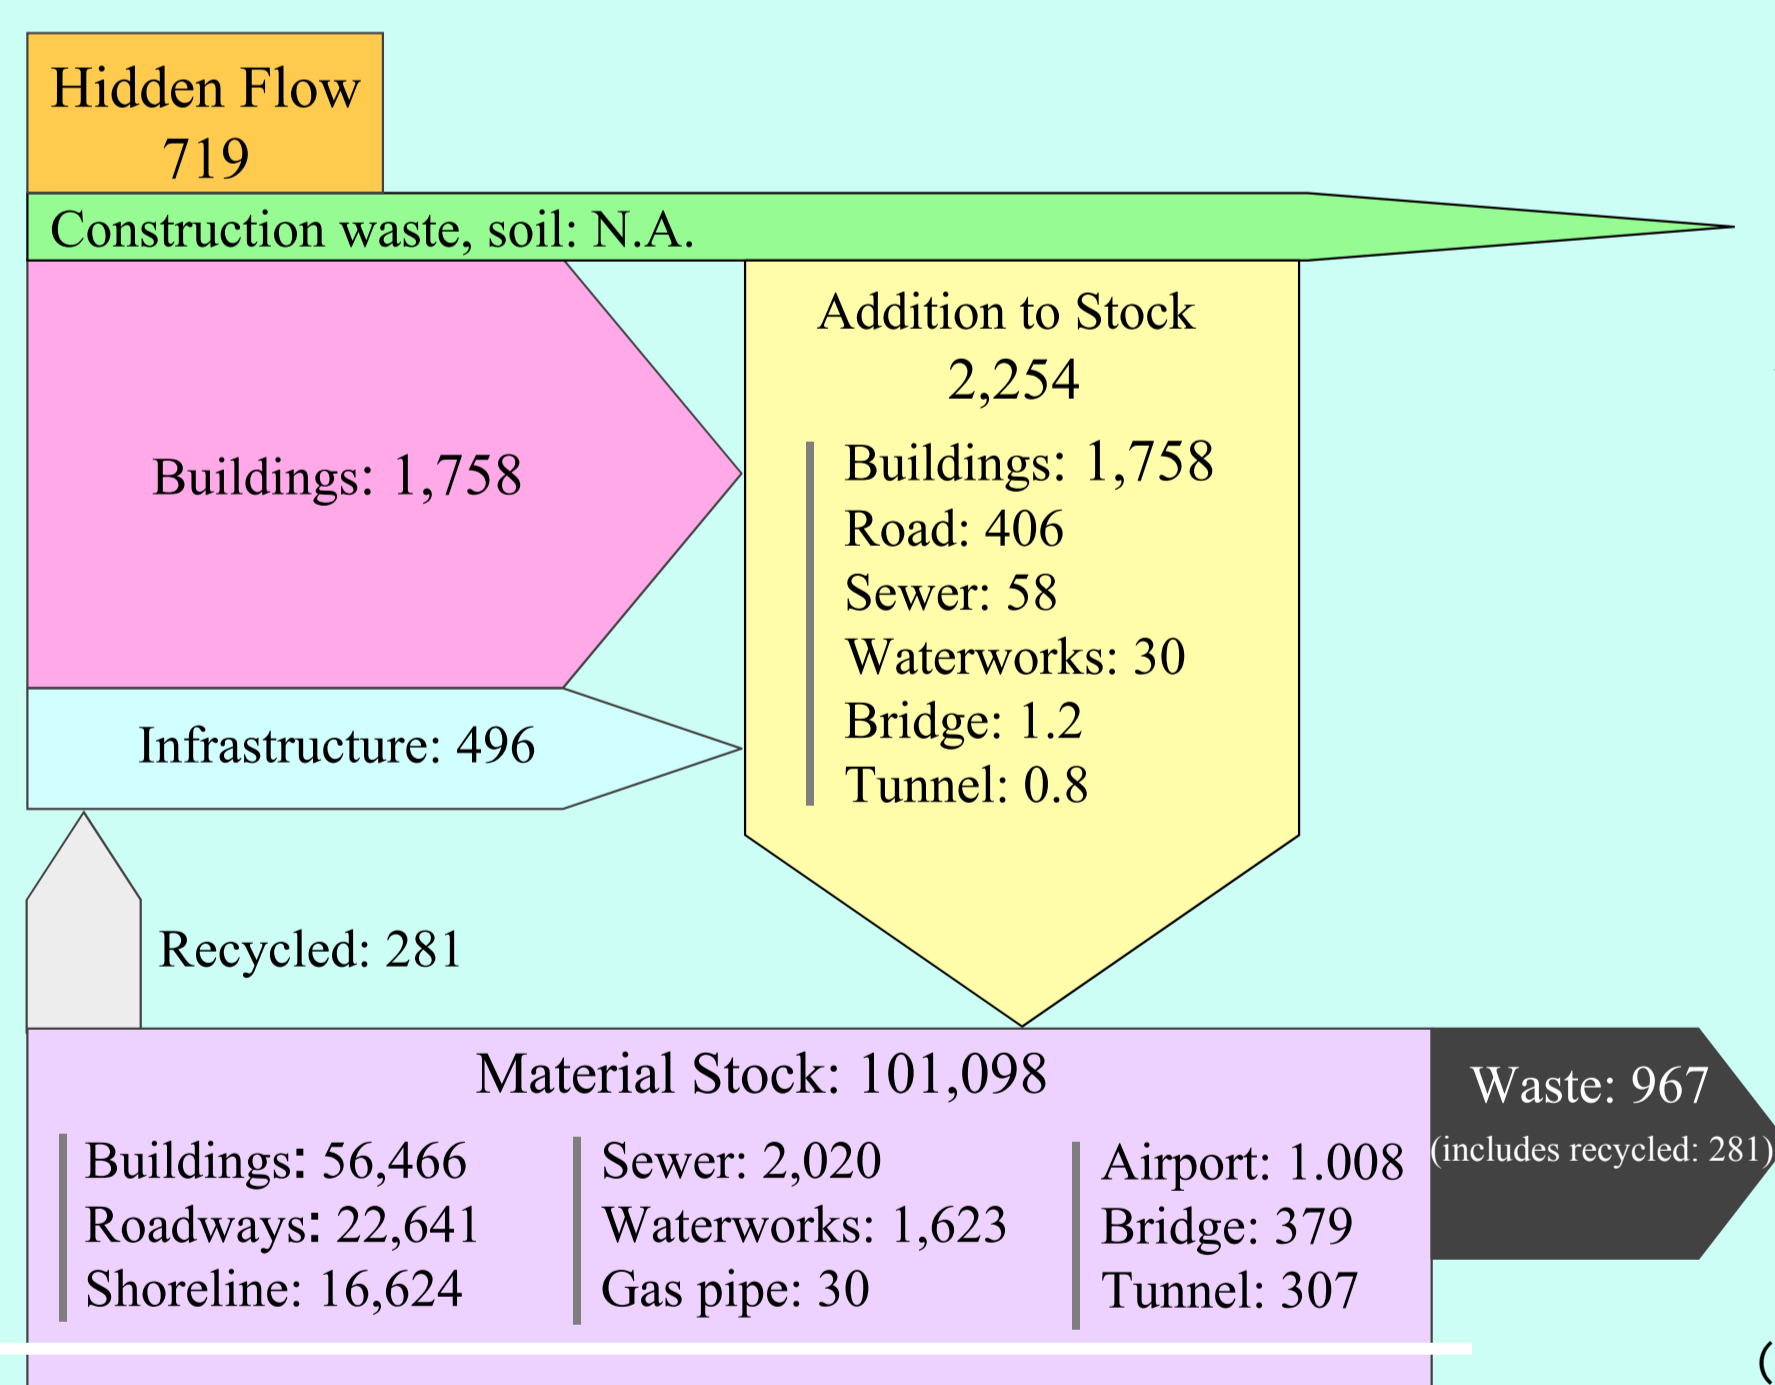 Hidden Flow
719
Construction waste, soil: N.A.
Buildings: 1,758
Infrastructure: 496
Addition to Stock
2,254
Buildings: 1,758
Road: 406
Sewer: 58
Waterworks: 30
Bridge: 1.2
Tunnel: 0.8
Recycled: 281
Material Stock: 101,098
Buildings: 56,466
Roadways: 22,641
Shoreline: 16,624
Sewer: 2,020
Waterworks: 1,623
Gas pipe: 30
Airport: 1.008
Bridge: 379
Tunnel: 307
Waste: 967
(includes recycled: 281)
(